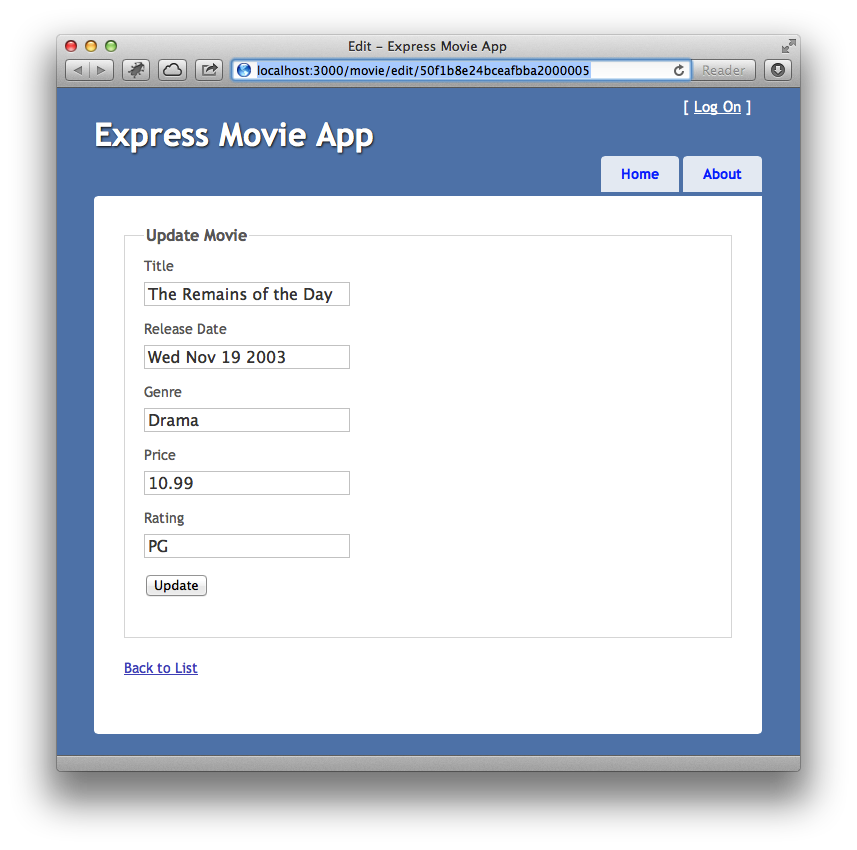 Edit – Express Movie App
localhost:3000/movie/edit/50f1b8e24bceafbba2000005
Reader
[ Log On ]
Express Movie App
Home
About
Update Movie
Title
The Remains of the Day
Release Date
Wed Nov 19 2003
Genre
Drama
Price
10.99
Rating
PG
Update
Back to List